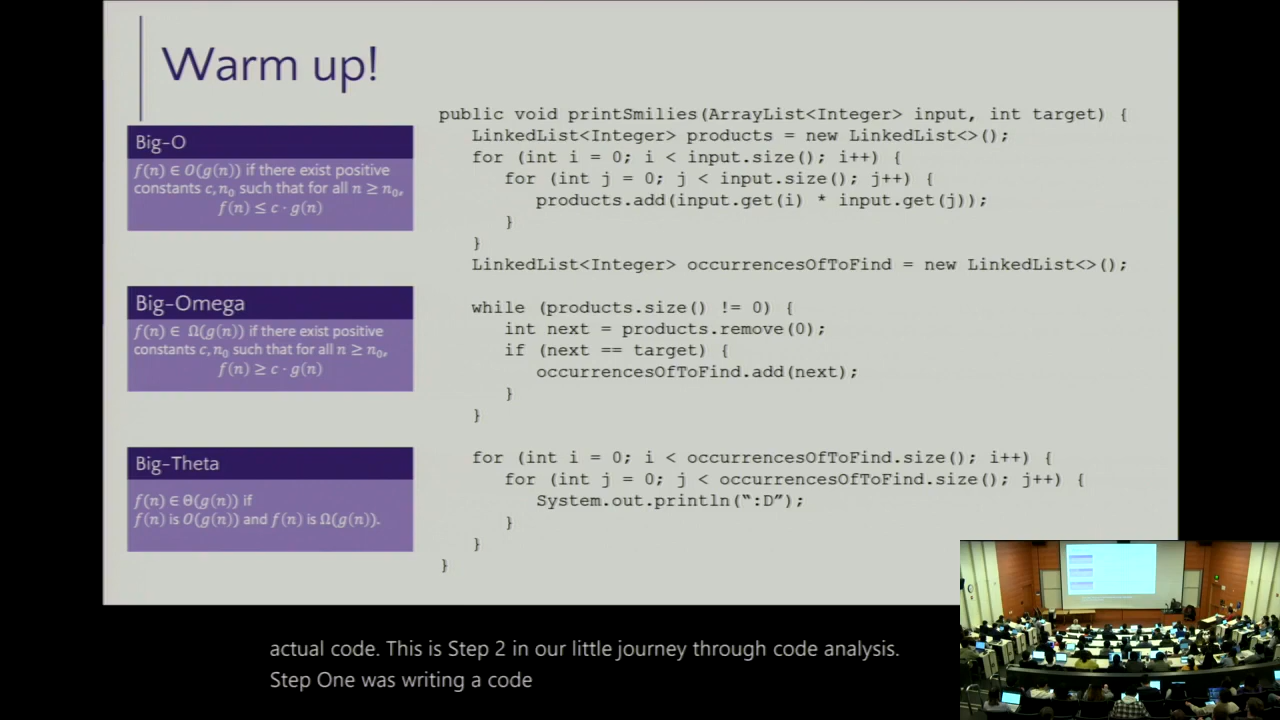 Warm up!
Big-O
f(n) ∈ O(g(n)) if there exist positive
constants c, n₀ such that for all n ≥ n₀,
f(n) ≤ c · g(n)
Big-Omega
f(n) ∈ Ω(g(n)) if there exist positive
constants c, n₀ such that for all n ≥ n₀,
f(n) ≥ c · g(n)
Big-Theta
f(n) ∈ Θ(g(n)) if
f(n) is O(g(n)) and f(n) is Ω(g(n)).
public void printSmilies(ArrayList<Integer> input, int target) {
LinkedList<Integer> products = new LinkedList<>();
for (int i = 0; i < input.size(); i++) {
for (int j = 0; j < input.size(); j++) {
products.add(input.get(i) * input.get(j));
}
}
LinkedList<Integer> occurrencesOfToFind = new LinkedList<>();
while (products.size() != 0) {
int next = products.remove(0);
if (next == target) {
occurrencesOfToFind.add(next);
}
}
for (int i = 0; i < occurrencesOfToFind.size(); i++) {
for (int j = 0; j < occurrencesOfToFind.size(); j++) {
System.out.println(“:D”);
}
}
}
actual code. This is Step 2 in our little journey through code analysis.
Step One was writing a code